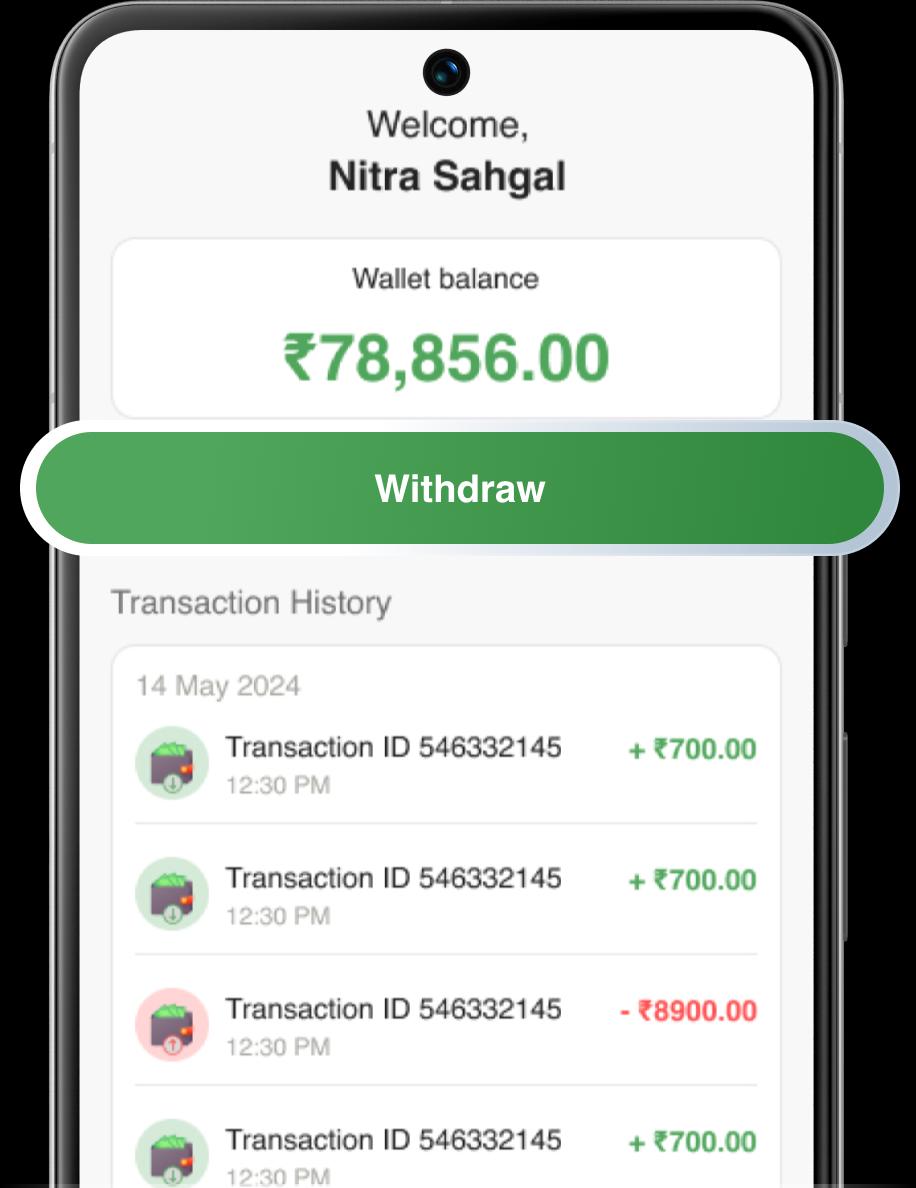 Welcome,
Nitra Sahgal
Wallet balance
₹78,856.00
Withdraw
Transaction History
14 May 2024
Transaction ID 546332145 + ₹700.00
12:30 PM
Transaction ID 546332145 + ₹700.00
12:30 PM
Transaction ID 546332145 - ₹8900.00
12:30 PM
Transaction ID 546332145 + ₹700.00
12:30 PM